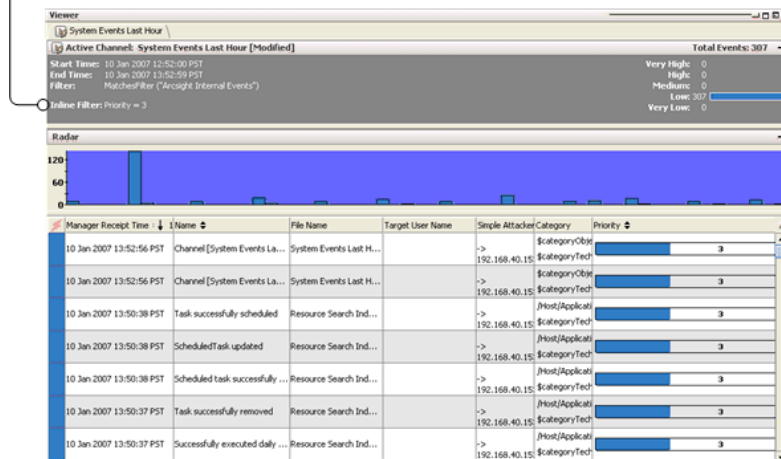 Viewer
System Events Last Hour
Active Channel: System Events Last Hour [Modified]
Total Events: 307
Start Time: 10 Jan 2007 12:52:00 PST
End Time: 10 Jan 2007 13:52:59 PST
Filter: MatchesFilter ("Arcsight Internal Events")
Inline Filter: Priority = 3
Very High: 0
High: 0
Medium: 0
Low: 307
Very Low: 0
Radar
120
60
0
Manager Receipt Time 1 Name File Name Target User Name Simple Attacker Category Priority
10 Jan 2007 13:52:56 PST Channel [System Events La... System Events Last H... -> 192.168.40.15 $categoryObje $categoryTech 3
10 Jan 2007 13:52:56 PST Channel [System Events La... System Events Last H... -> 192.168.40.15 $categoryObje $categoryTech 3
10 Jan 2007 13:50:38 PST Task successfully scheduled Resource Search Ind... -> 192.168.40.15 /Host/Applicati $categoryTech 3
10 Jan 2007 13:50:38 PST ScheduledTask updated Resource Search Ind... -> 192.168.40.15 /Host/Applicati $categoryTech 3
10 Jan 2007 13:50:38 PST Scheduled task successfully ... Resource Search Ind... -> 192.168.40.15 /Host/Applicati $categoryTech 3
10 Jan 2007 13:50:37 PST Task successfully removed Resource Search Ind... -> 192.168.40.15 /Host/Applicati $categoryTech 3
10 Jan 2007 13:50:37 PST Successfully executed daily ... Resource Search Ind... -> 192.168.40.15 /Host/Applicati $categoryTech 3